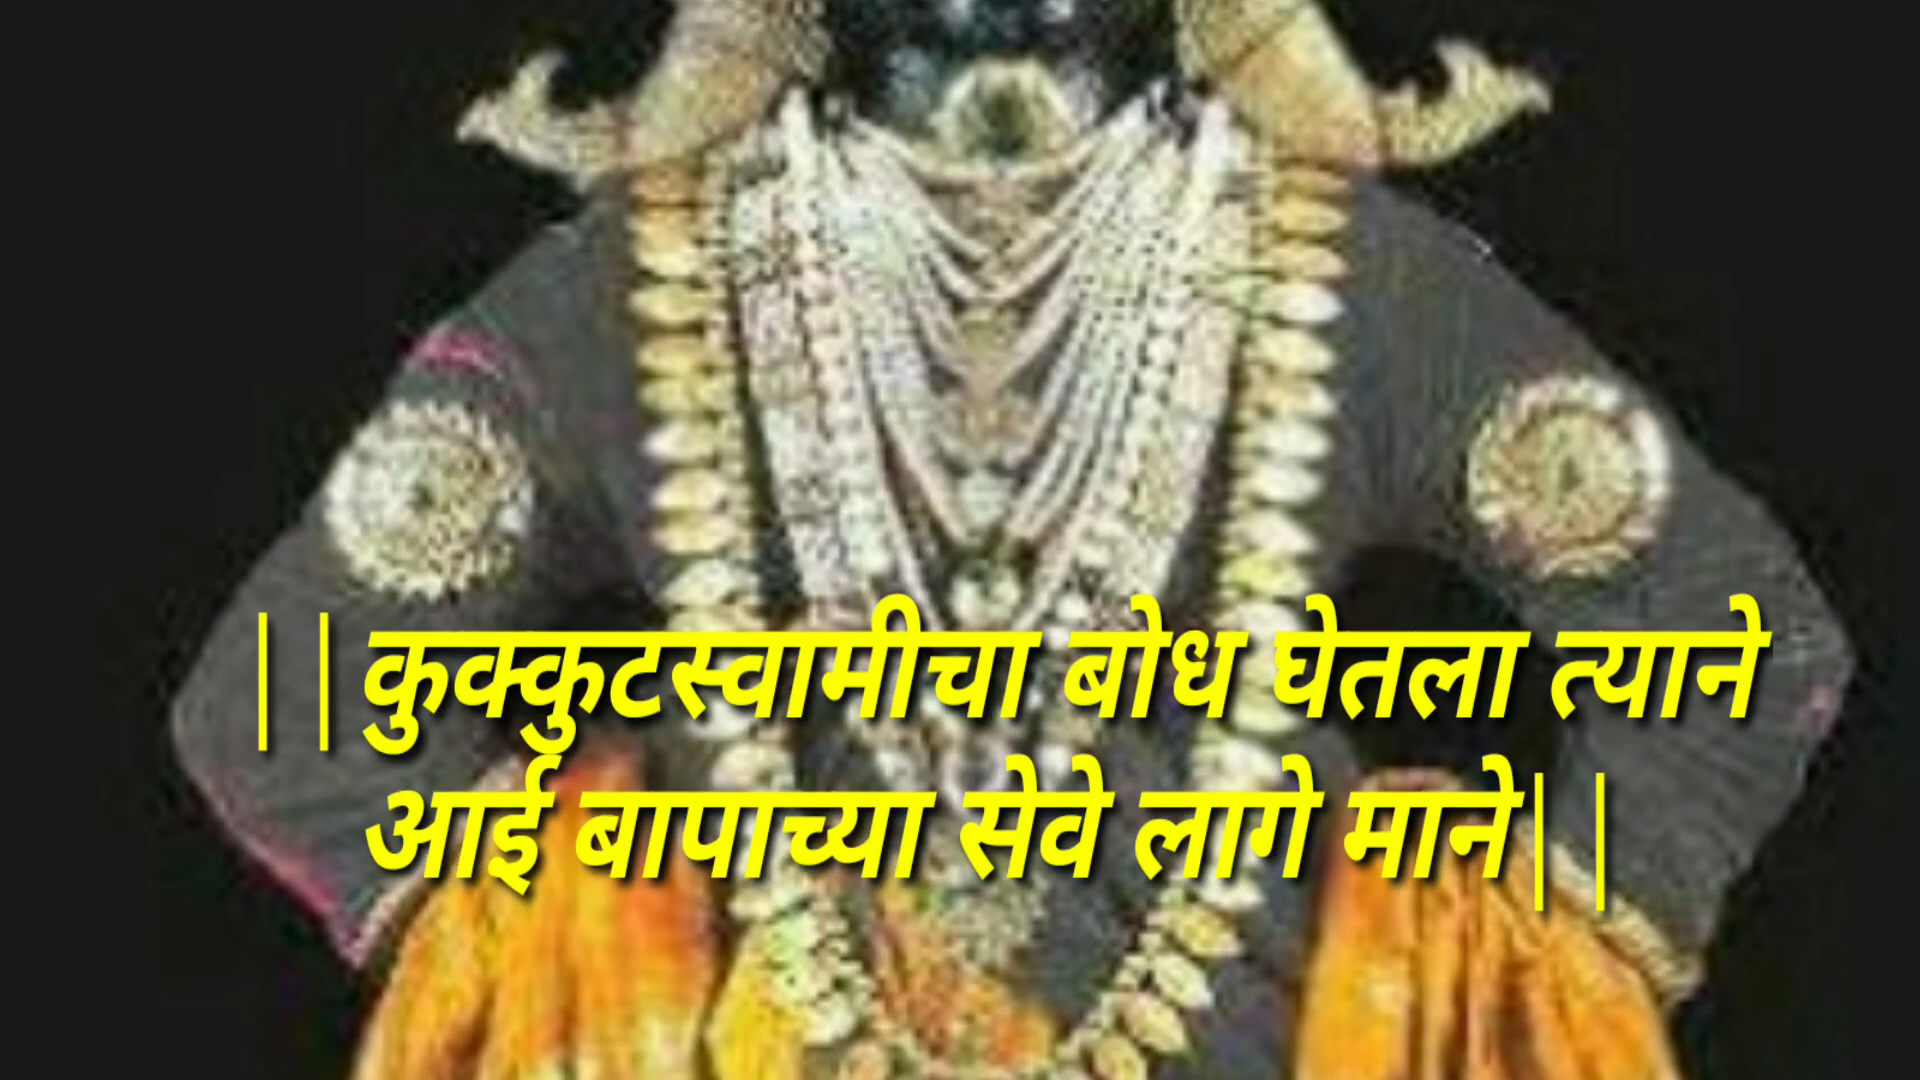 ||कुक्कुटस्वामीचा बोध घेतला त्याने
आई बापाच्या सेवे लागे माने||